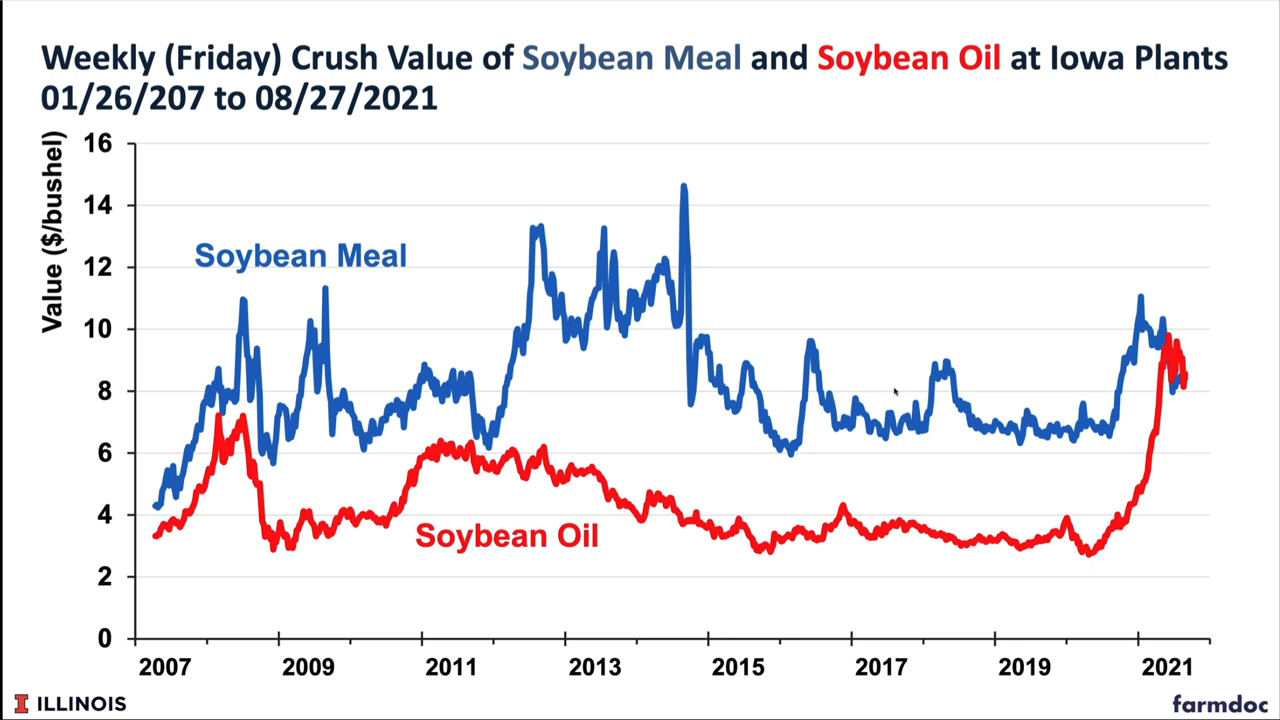 Weekly (Friday) Crush Value of Soybean Meal and Soybean Oil at Iowa Plants
01/26/207 to 08/27/2021
Value ($/bushel)
16
14
12
10
8
6
4
2
0
Soybean Meal
Soybean Oil
2007 2009 2011 2013 2015 2017 2019 2021
I ILLINOIS
farmdoc